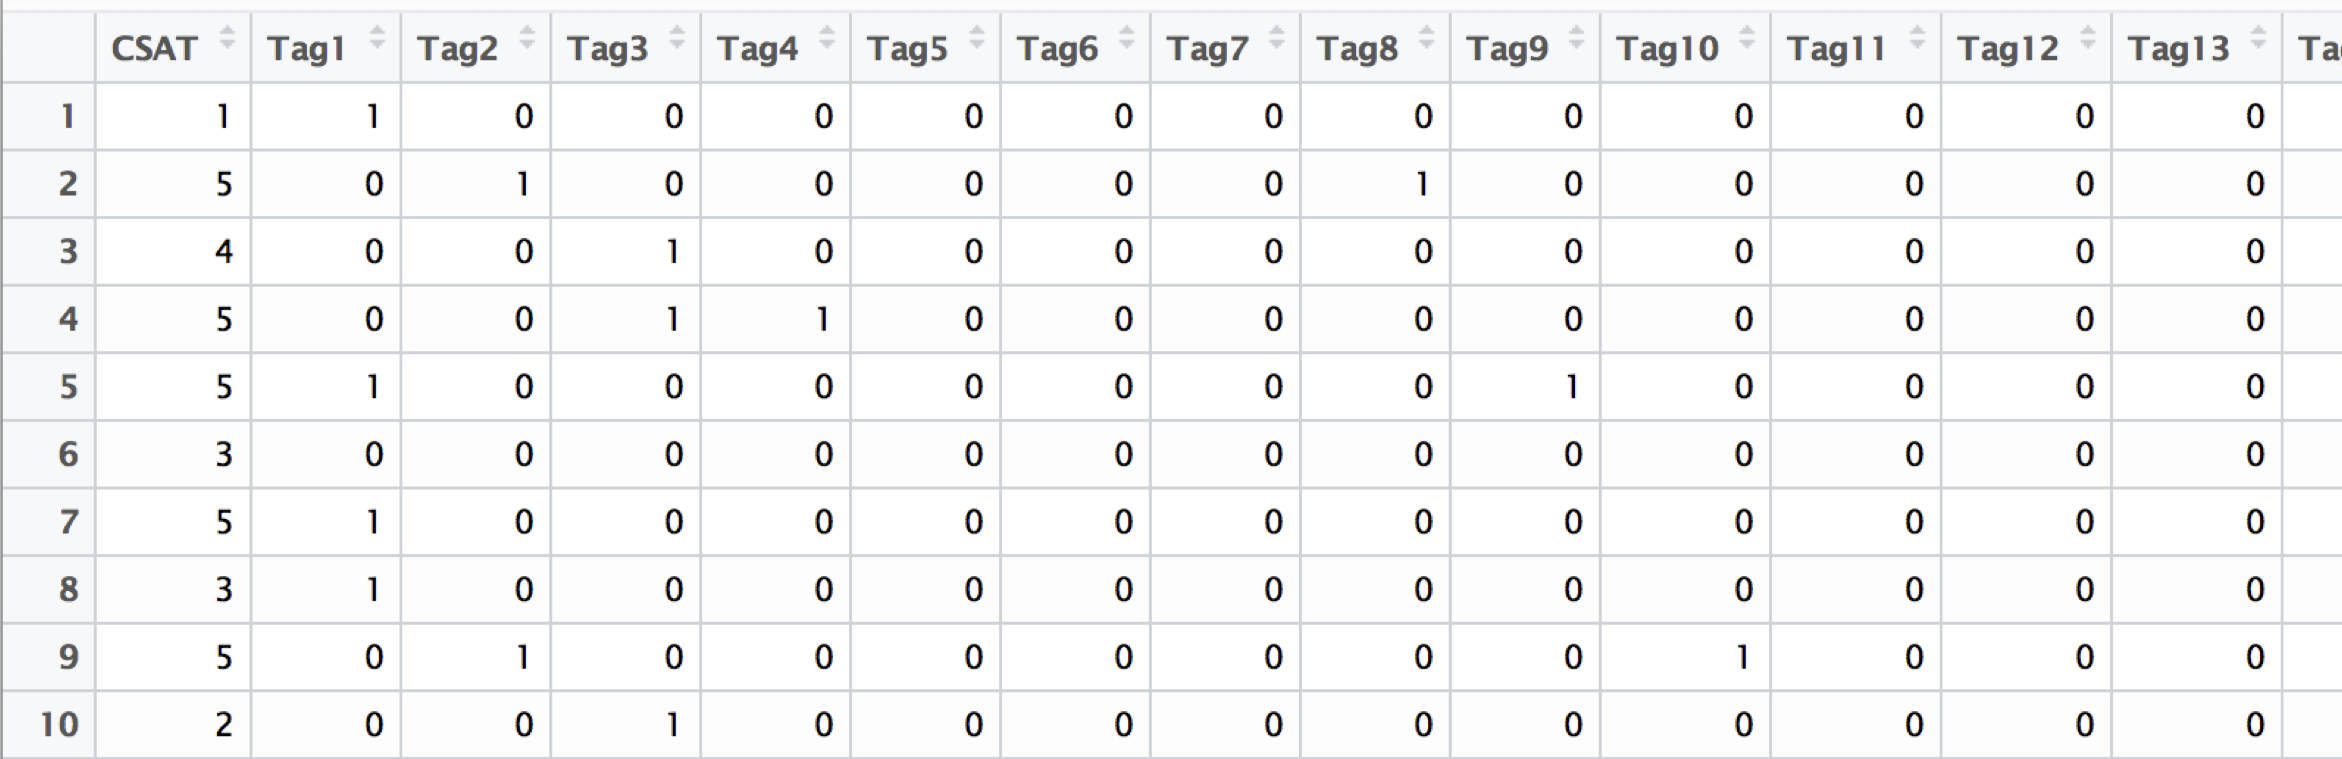 CSAT Tag1 Tag2 Tag3 Tag4 Tag5 Tag6 Tag7 Tag8 Tag9 Tag10 Tag11 Tag12 Tag13
1 1 1 0 0 0 0 0 0 0 0 0 0 0 0
2 5 0 1 0 0 0 0 0 1 0 0 0 0 0
3 4 0 0 1 0 0 0 0 0 0 0 0 0 0
4 5 0 0 1 1 0 0 0 0 0 0 0 0 0
5 5 1 0 0 0 0 0 0 0 1 0 0 0 0
6 3 0 0 0 0 0 0 0 0 0 0 0 0 0
7 5 1 0 0 0 0 0 0 0 0 0 0 0 0
8 3 1 0 0 0 0 0 0 0 0 0 0 0 0
9 5 0 1 0 0 0 0 0 0 0 1 0 0 0
10 2 0 0 1 0 0 0 0 0 0 0 0 0 0